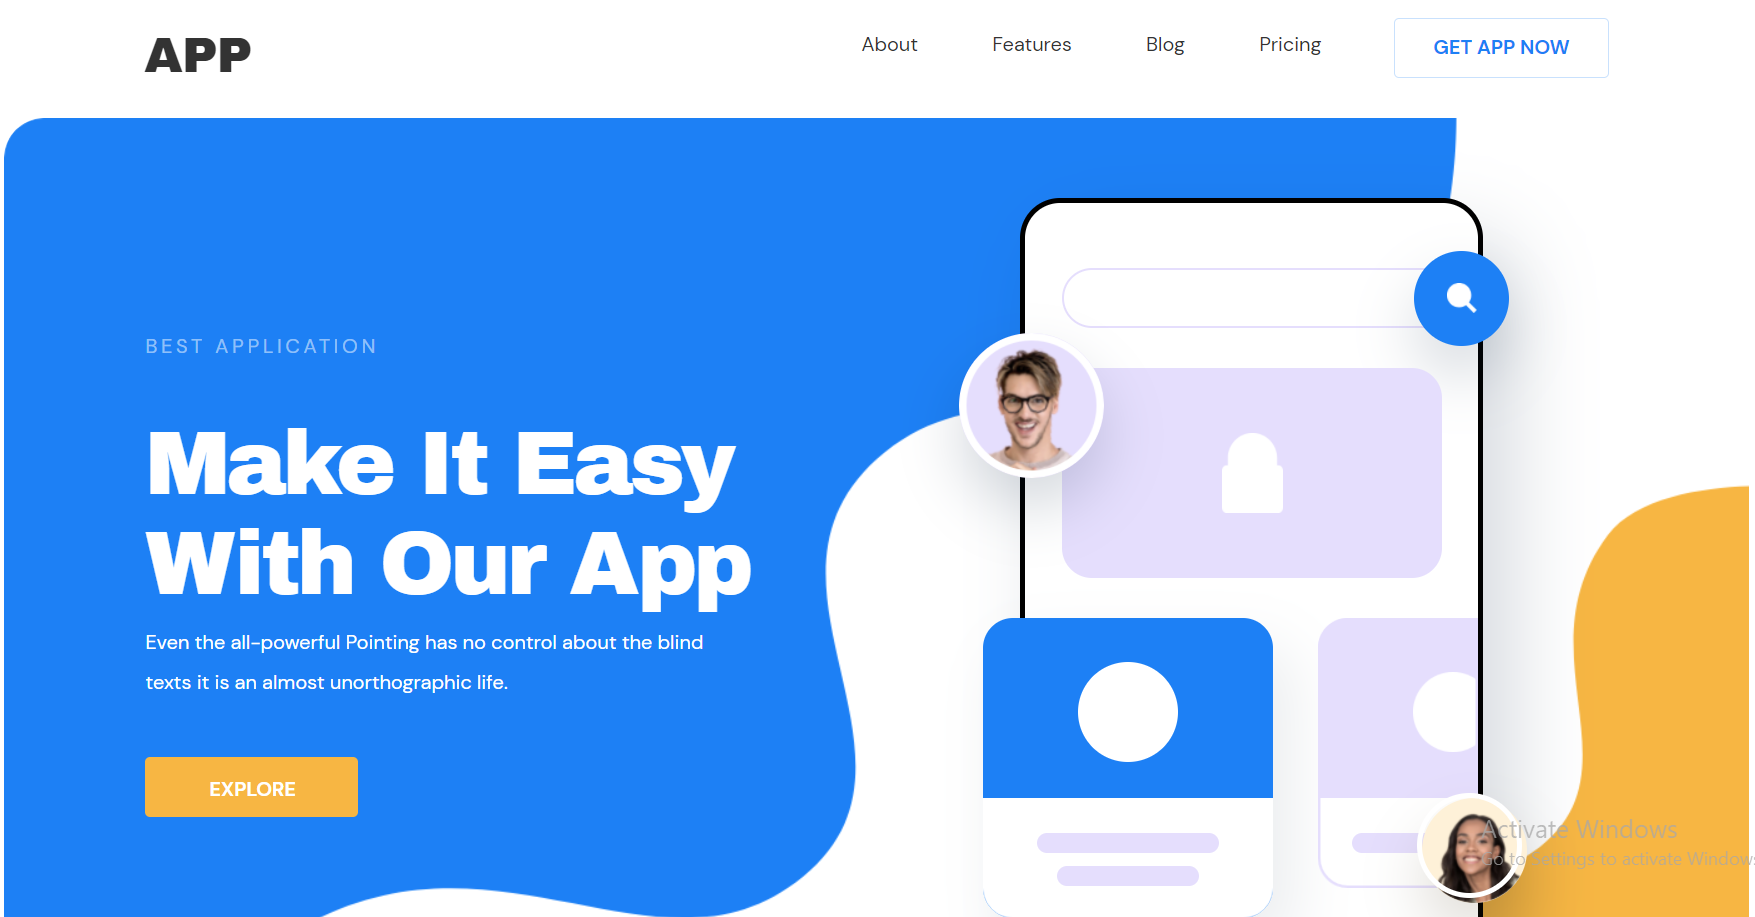 APP
About
Features
Blog
Pricing
GET APP NOW
BEST APPLICATION
Make It Easy
With Our App
Even the all-powerful Pointing has no control about the blind
texts it is an almost unorthographic life.
EXPLORE
Activate Windows
Go to Settings to activate Windows